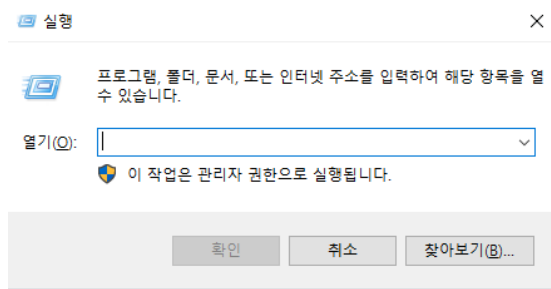 실행
프로그램, 폴더, 문서, 또는 인터넷 주소를 입력하여 해당 항목을 열
수 있습니다.
열기(O):
이 작업은 관리자 권한으로 실행됩니다.
확인 취소 찾아보기(B)...